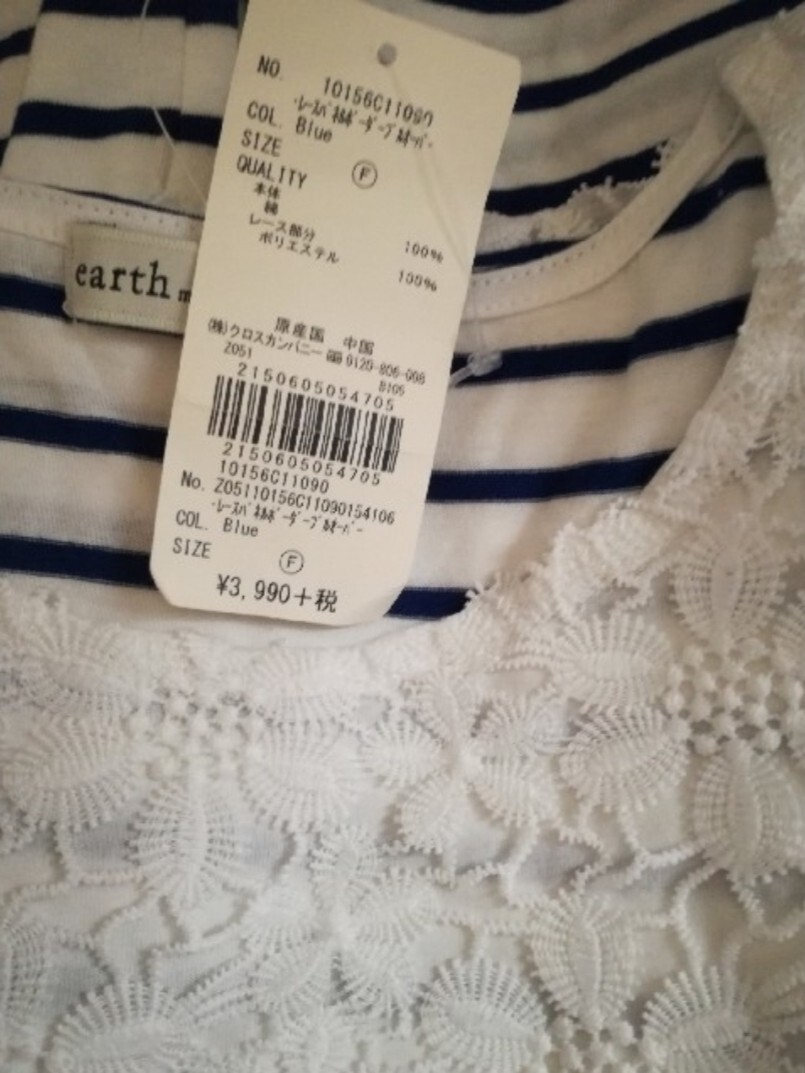 earth m
NO. 10156C11090
･ﾚｰｽﾊﾟﾈﾙﾎﾞｰﾀﾞｰﾌﾟﾙｵｰﾊﾞｰ
COL. Blue
SIZE F
QUALITY
本体
綿 100%
レース部分
ポリエステル 100%
原産国 中国
(株)クロスカンパニー 0120-806-008
Z051 B105
2150605054705
2150605054705
10156C11090
No. Z05110156C11090154106
･ﾚｰｽﾊﾟﾈﾙﾎﾞｰﾀﾞｰﾌﾟﾙｵｰﾊﾞｰ
COL. Blue
SIZE F
¥3,990+税